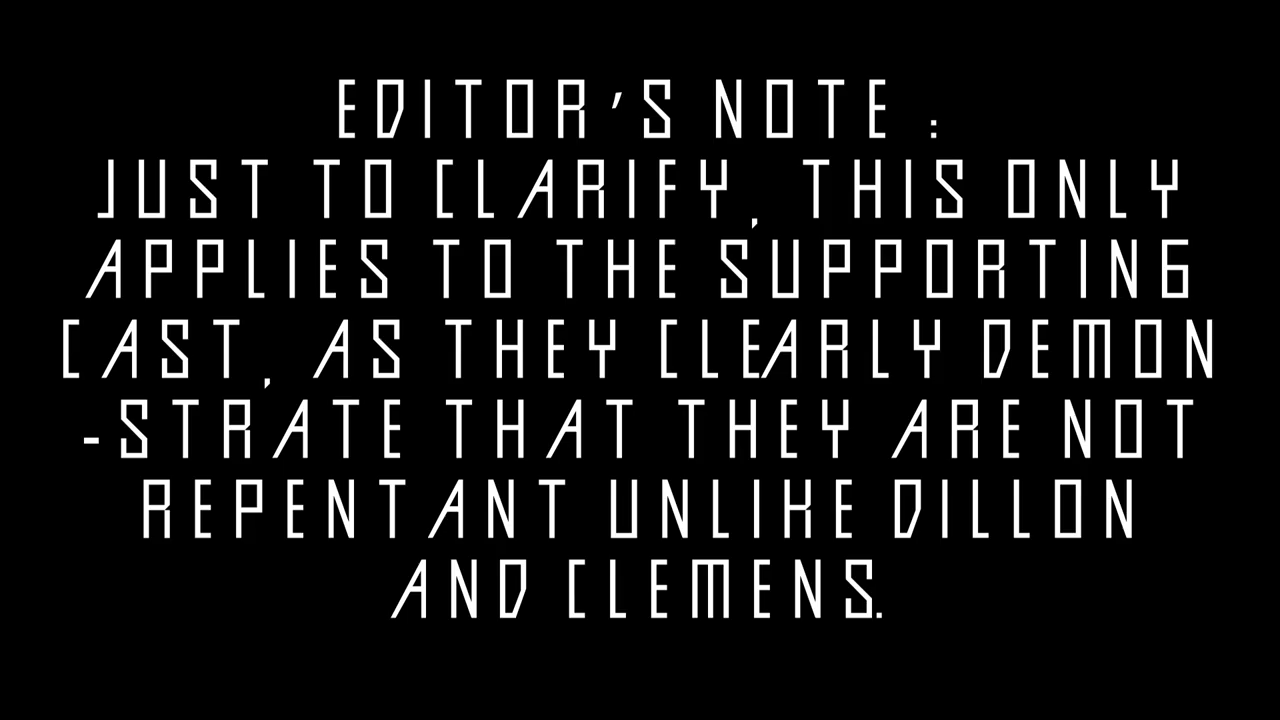 EDITOR'S NOTE :
JUST TO CLARIFY, THIS ONLY
APPLIES TO THE SUPPORTING
CAST, AS THEY CLEARLY DEMON
-STRATE THAT THEY ARE NOT
REPENTANT UNLIKE DILLON
AND CLEMENS.